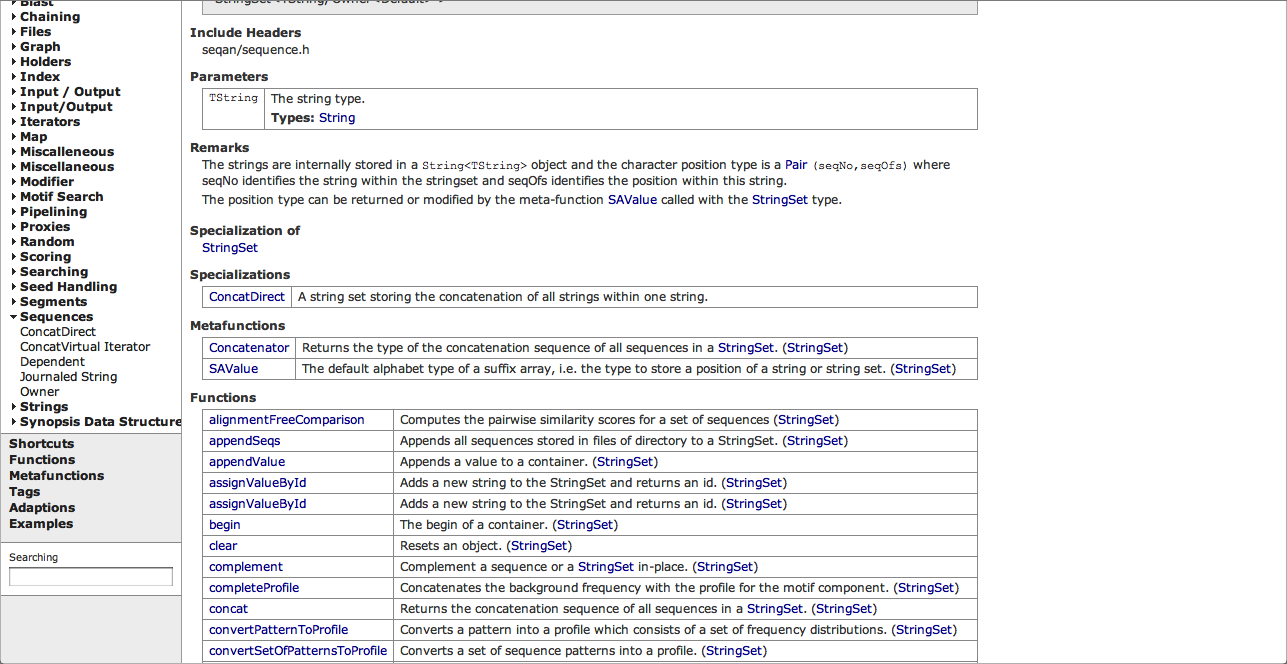 Blast
Chaining
Files
Graph
Holders
Index
Input / Output
Input/Output
Iterators
Map
Miscallaneous
Miscellaneous
Modifier
Motif Search
Pipelining
Proxies
Random
Scoring
Searching
Seed Handling
Segments
Sequences
ConcatDirect
ConcatVirtual Iterator
Dependent
Journaled String
Owner
Strings
Synopsis Data Structure
Shortcuts
Functions
Metafunctions
Tags
Adaptions
Examples
Searching
StringSet <TString, Owner <Default> >
Include Headers
seqan/sequence.h
Parameters
TString The string type.
Types: String
Remarks
The strings are internally stored in a String<TString> object and the character position type is a Pair (seqNo,seqOfs) where
seqNo identifies the string within the stringset and seqOfs identifies the position within this string.
The position type can be returned or modified by the meta-function SAValue called with the StringSet type.
Specialization of
StringSet
Specializations
ConcatDirect A string set storing the concatenation of all strings within one string.
Metafunctions
Concatenator Returns the type of the concatenation sequence of all sequences in a StringSet. (StringSet)
SAValue The default alphabet type of a suffix array, i.e. the type to store a position of a string or string set. (StringSet)
Functions
alignmentFreeComparison Computes the pairwise similarity scores for a set of sequences (StringSet)
appendSeqs Appends all sequences stored in files of directory to a StringSet. (StringSet)
appendValue Appends a value to a container. (StringSet)
assignValueById Adds a new string to the StringSet and returns an id. (StringSet)
assignValueById Adds a new string to the StringSet and returns an id. (StringSet)
begin The begin of a container. (StringSet)
clear Resets an object. (StringSet)
complement Complement a sequence or a StringSet in-place. (StringSet)
completeProfile Concatenates the background frequency with the profile for the motif component. (StringSet)
concat Returns the concatenation sequence of all sequences in a StringSet. (StringSet)
convertPatternToProfile Converts a pattern into a profile which consists of a set of frequency distributions. (StringSet)
convertSetOfPatternsToProfile Converts a set of sequence patterns into a profile. (StringSet)